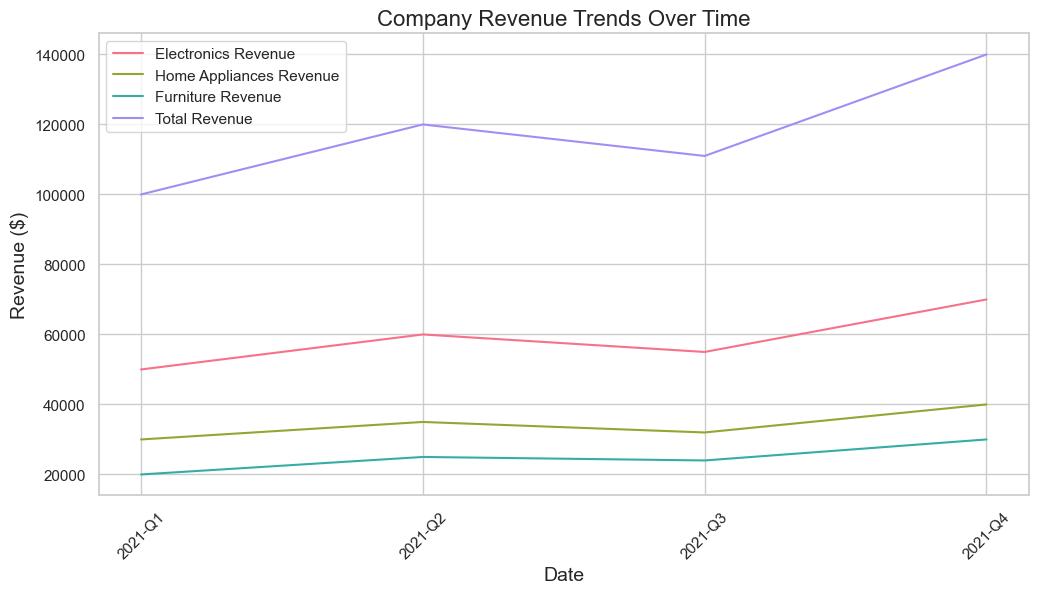 Company Revenue Trends Over Time
Electronics Revenue
Home Appliances Revenue
Furniture Revenue
Total Revenue
Revenue ($)
140000
120000
100000
80000
60000
40000
20000
2021-Q1
2021-Q2
2021-Q3
2021-Q4
Date